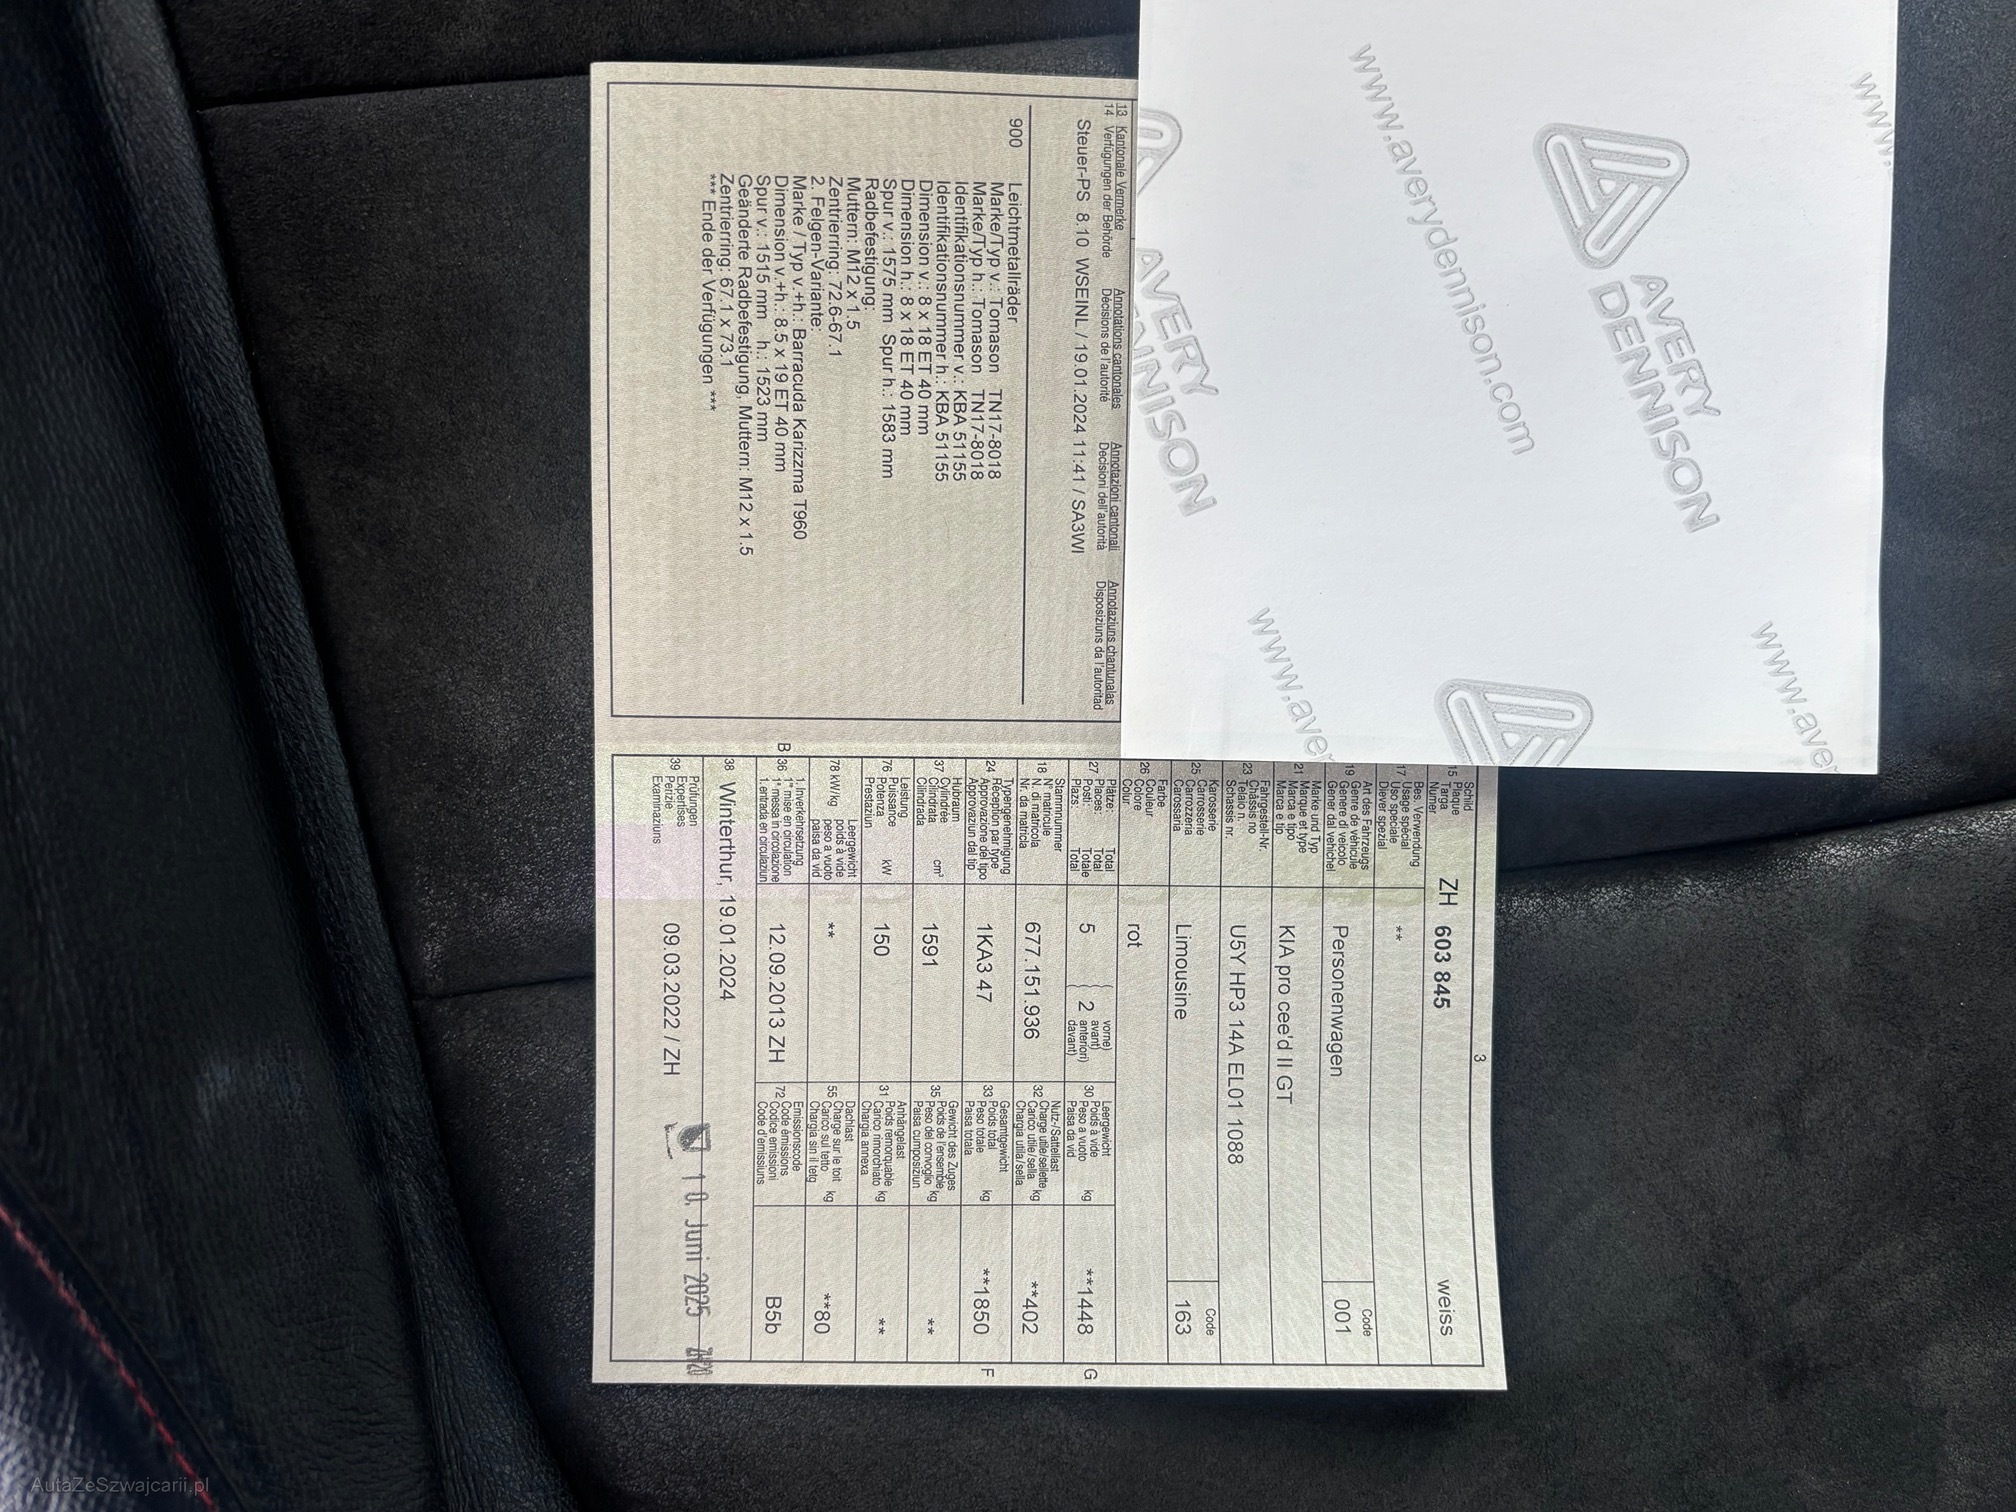 13 Kantonale Vermerke Annotations cantonales Annotazioni cantonali Annotaziuns chantunalas
14 Verfügungen der Behörde Décisions de l'autorité Decisioni dell'autorità Disposiziuns da l'autoritad
Steuer-PS 8.10 WSEINL / 19.01.2024 11:41 / SA3WI
900 Leichtmetallräder
Marke/Typ v.: Tomason TN17-8018
Marke/Typ h.: Tomason TN17-8018
Identifikationsnummer v.: KBA 51155
Identifikationsnummer h.: KBA 51155
Dimension v.: 8 x 18 ET 40 mm
Dimension h.: 8 x 18 ET 40 mm
Spur v.: 1575 mm Spur h.: 1583 mm
Radbefestigung:
Muttern: M12 x 1.5
Zentrierring: 72.6-67.1
2. Felgen-Variante:
Marke / Typ v.+h.: Barracuda Karizzma T960
Dimension v.+h.: 8.5 x 19 ET 40 mm
Spur v.: 1515 mm h.: 1523 mm
Geänderte Radbefestigung, Muttern: M12 x 1.5
Zentrierring: 67.1 x 73.1
*** Ende der Verfügungen ***
www.averydennison.com
www.
AVERY
DENNISON
AVERY
DENNISON
www.aver
www.aver
3
15 Schild
Plaque
Targa
Numer
ZH 603 845 weiss
17 Bes. Verwendung
Usage spécial
Uso speciale
Diever spezial
**
19 Art des Fahrzeugs
Genre de véhicule
Genere di veicolo
Gener dal vehichel
Personenwagen
Code
001
21 Marke und Typ
Marque et type
Marca e tipo
Marca e tip
KIA pro cee'd II GT
23 Fahrgestell-Nr.
Châssis no
Telaio n.
Schassis nr.
U5Y HP3 14A EL01 1088
25 Karosserie
Carrosserie
Carrozzeria
Carossaria
Limousine
Code
163
26 Farbe
Couleur
Colore
Colur
rot
27 Plätze: Total
Places: Total
Posti: Totale
Plazs: Total
5 2
vorne)
avant)
anteriori)
davant)
30 Leergewicht
Poids à vide
Peso a vuoto
Paisa da vid
kg
**1448
G
18 Stammnummer
N° matricule
N. di matricola
Nr. da matricla
677.151.936
32 Nutz-/Sattellast
Charge utile/sellette
Carico utile/sella
Chargia utila/sella
kg
**402
24 Typengenehmigung
Réception par type
Approvazione del tipo
Approvaziun dal tip
1KA3 47
33 Gesamtgewicht
Poids total
Peso totale
Paisa totala
kg
**1850
F
37 Hubraum
Cylindrée
Cilindrata
Cilindrada
cm³
1591
35 Gewicht des Zuges
Poids de l'ensemble
Peso del convoglio
Paisa cumposiziun
kg
**
76 Leistung
Puissance
Potenza
Prestaziun
kW
150
31 Anhängelast
Poids remorquable
Carico rimorchiato
Chargia annexa
kg
**
78 kW/kg Leergewicht
poids à vide
peso a vuoto
paisa da vid
**
55 Dachlast
Charge sur le toit
Carico sul tetto
Chargia sin il tetg
kg
**80
B 36 1. Inverkehrsetzung
1re mise en circulation
1a messa in circolazione
1. entrada en circulaziun
12.09.2013 ZH
72 Emissionscode
Code émissions
Codice emissioni
Code d'emissiuns
B5b
38 Winterthur, 19.01.2024
39 Prüfungen
Expertises
Perizie
Examinaziuns
09.03.2022 / ZH
10. Juni 2025
AutaZeSzwajcarii.pl